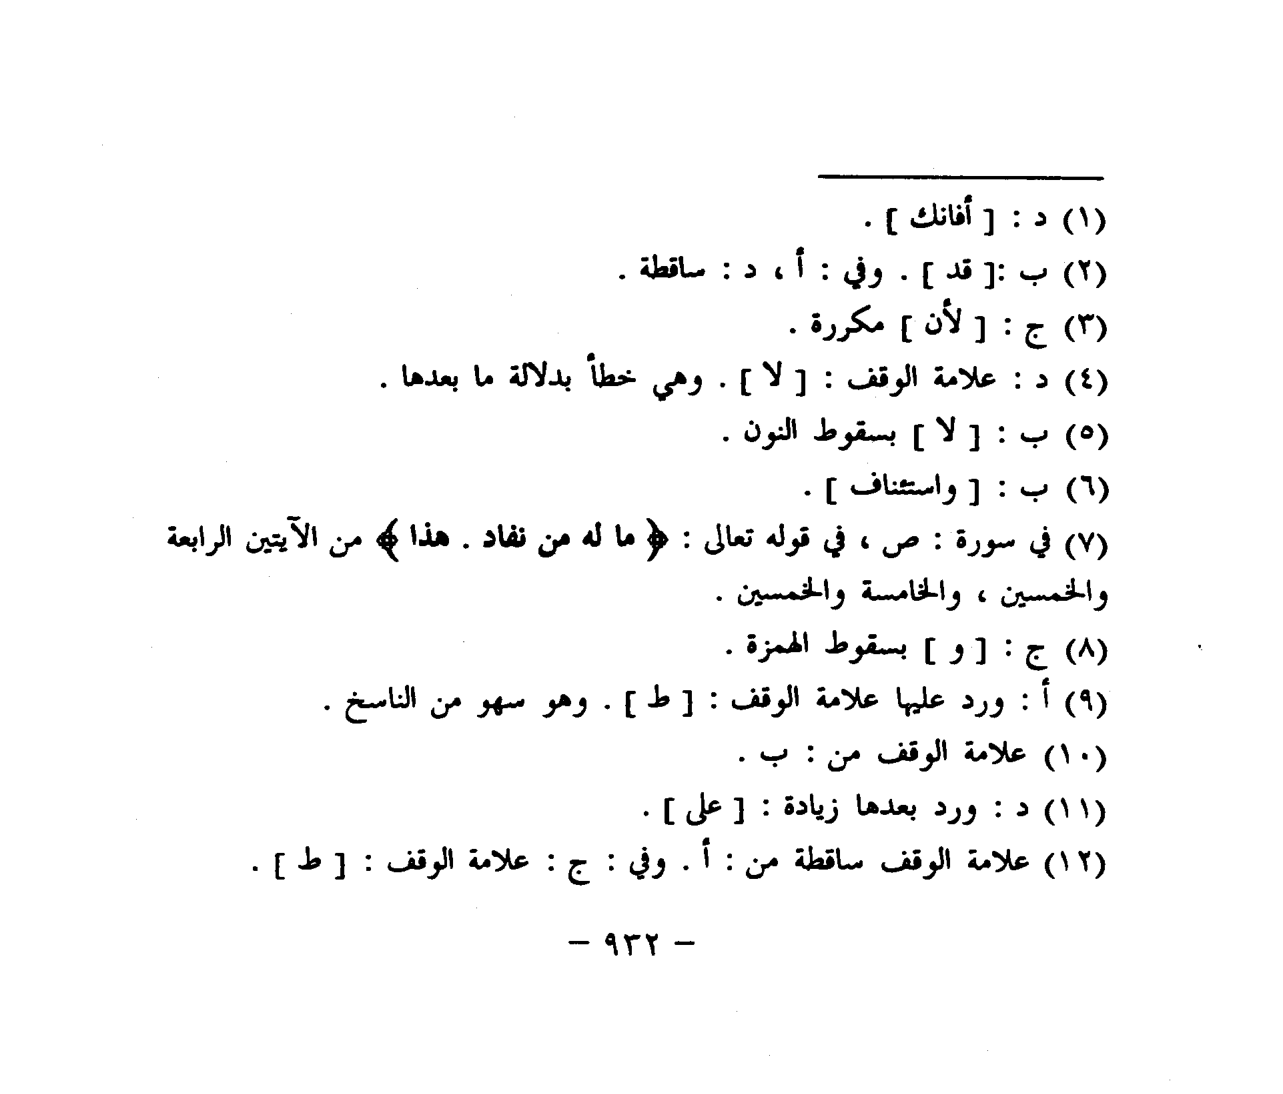 (١) د : [ أفانك ] .
(٢) ب :[ قد ] . وفي : أ ، د : ساقطة .
(٣) ج : [ لأن ] مكررة .
(٤) د : علامة الوقف : [ لا ] . وهي خطأ بدلالة ما بعدها .
(٥) ب : [ لا ] بسقوط النون .
(٦) ب : [ واستئناف ] .
(٧) في سورة : ص ، في قوله تعالى : ﴿ ما له من نفاد . هذا ﴾ من الآيتين الرابعة
والخمسين ، والخامسة والخمسين .
(٨) ج : [ و ] بسقوط الهمزة .
(٩) أ : ورد عليها علامة الوقف : [ ط ] . وهو سهو من الناسخ .
(١٠) علامة الوقف من : ب .
(١١) د : ورد بعدها زيادة : [ على ] .
(١٢) علامة الوقف ساقطة من : أ . وفي : ج : علامة الوقف : [ ط ] .
– ٩٣٢ –